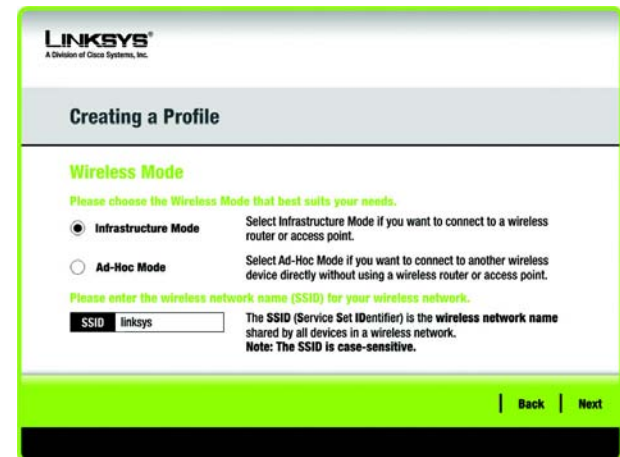 LINKSYS®
A Division of Cisco Systems, Inc.
Creating a Profile
Wireless Mode
Please choose the Wireless Mode that best suits your needs.
Infrastructure Mode
Select Infrastructure Mode if you want to connect to a wireless
router or access point.
Ad-Hoc Mode
Select Ad-Hoc Mode if you want to connect to another wireless
device directly without using a wireless router or access point.
Please enter the wireless network name (SSID) for your wireless network.
SSID linksys
The SSID (Service Set IDentifier) is the wireless network name
shared by all devices in a wireless network.
Note: The SSID is case-sensitive.
Back Next